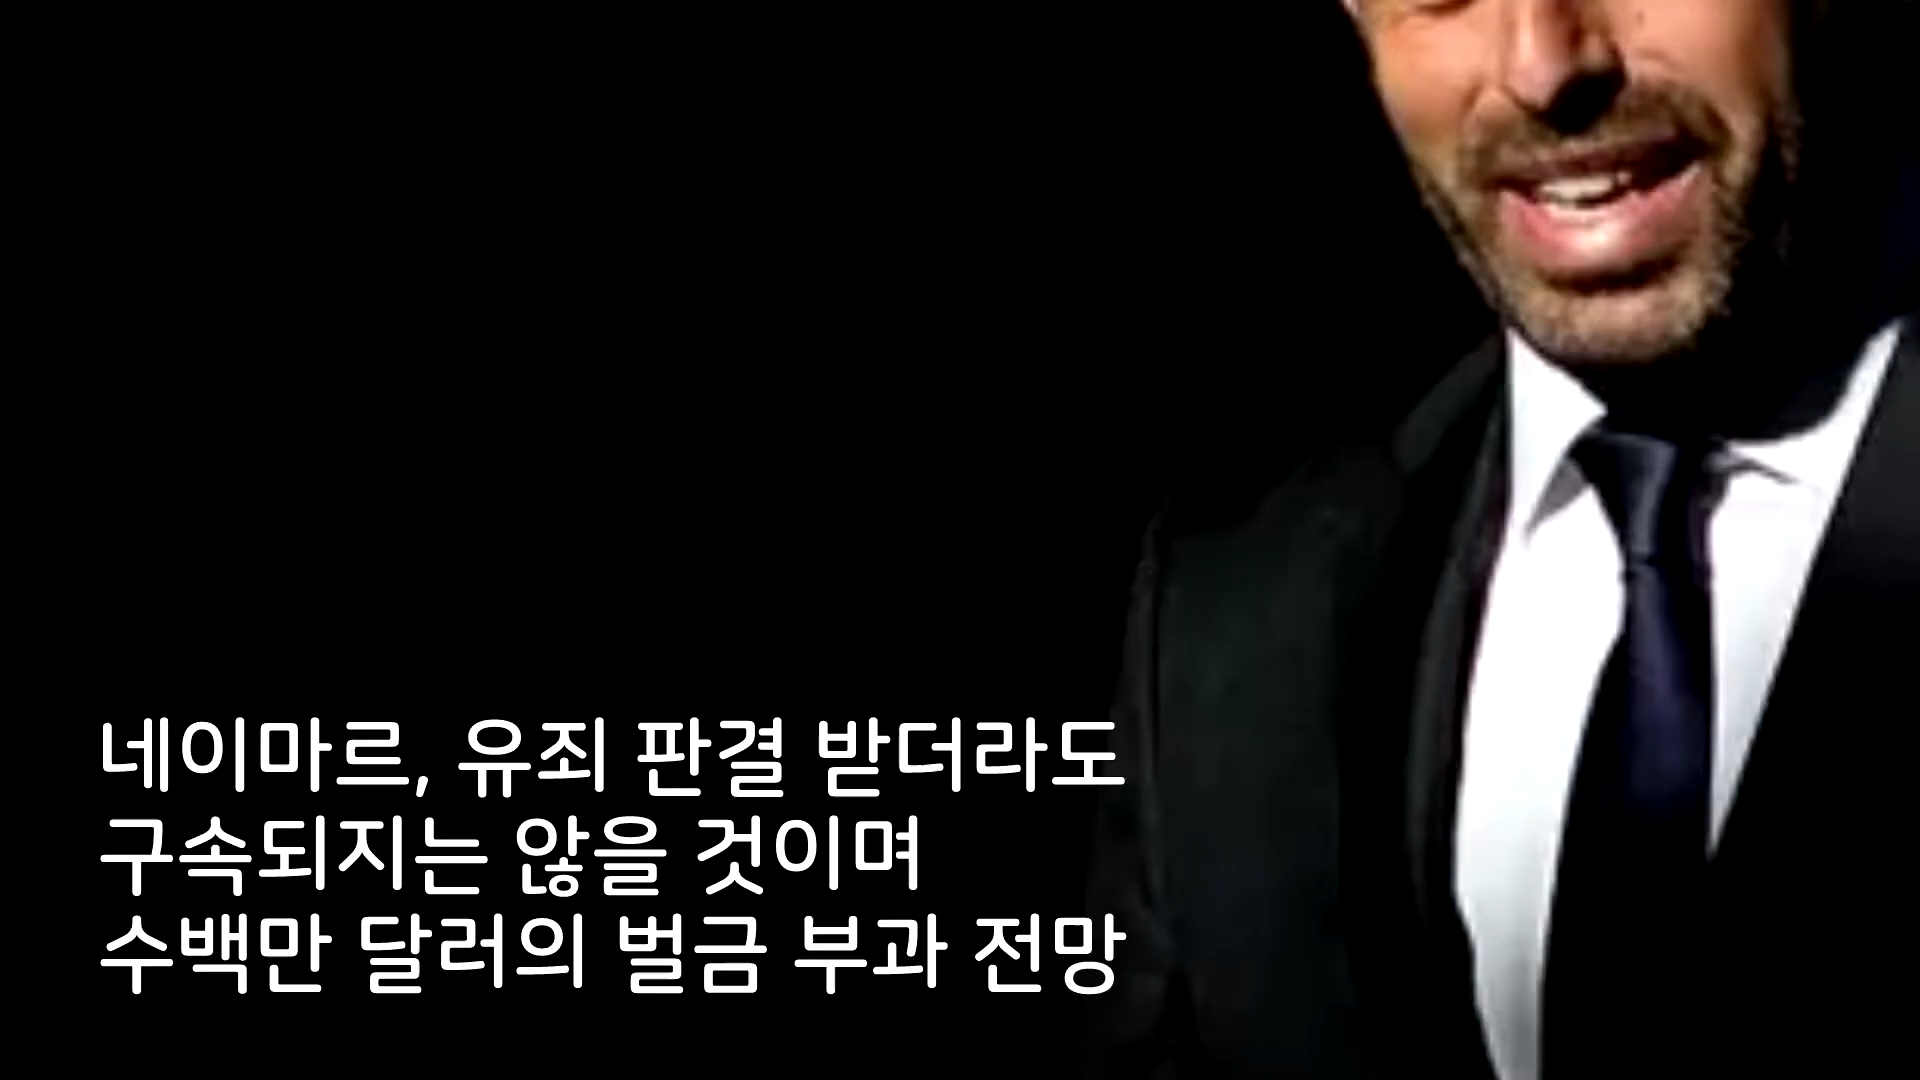 네이마르, 유죄 판결 받더라도
구속되지는 않을 것이며
수백만 달러의 벌금 부과 전망